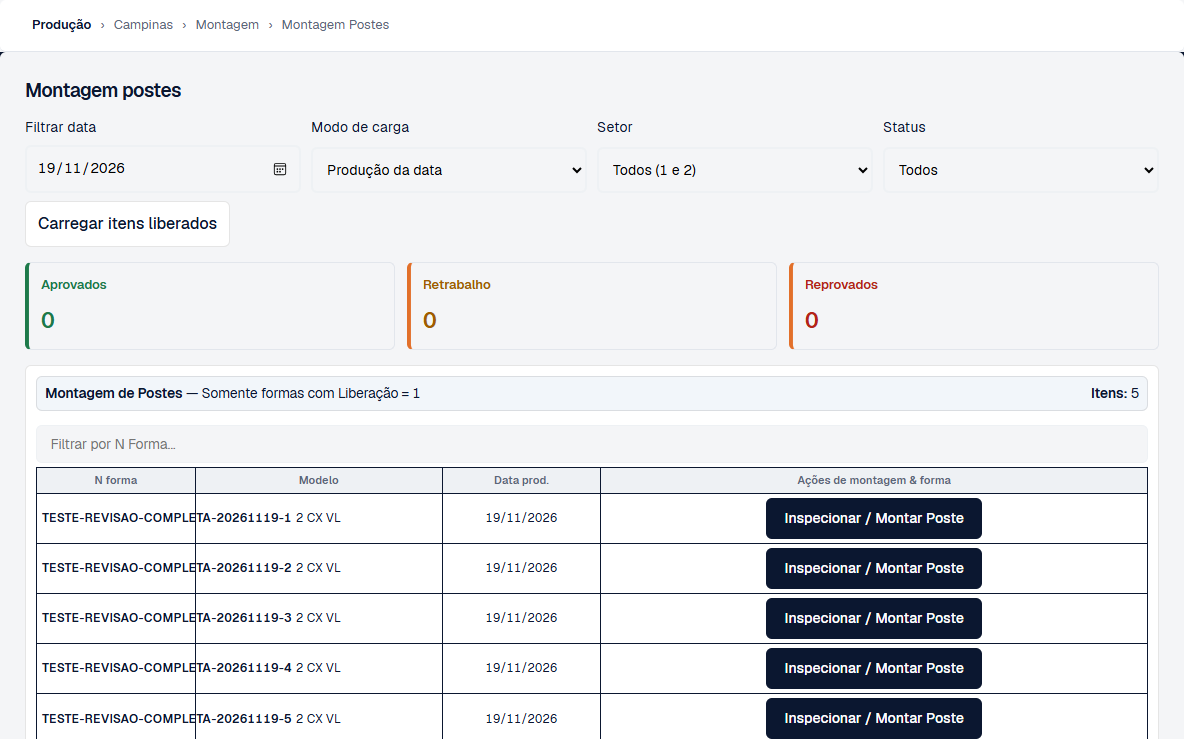 Produção › Campinas › Montagem › Montagem Postes
Montagem postes
Filtrar data Modo de carga Setor Status
19/11/2026 Produção da data Todos (1 e 2) Todos
Carregar itens liberados
Aprovados Retrabalho Reprovados
0 0 0
Montagem de Postes — Somente formas com Liberação = 1 Itens: 5
Filtrar por N Forma...
N forma Modelo Data prod. Ações de montagem & forma
TESTE-REVISAO-COMPLETA-20261119-1 2 CX VL 19/11/2026 Inspecionar / Montar Poste
TESTE-REVISAO-COMPLETA-20261119-2 2 CX VL 19/11/2026 Inspecionar / Montar Poste
TESTE-REVISAO-COMPLETA-20261119-3 2 CX VL 19/11/2026 Inspecionar / Montar Poste
TESTE-REVISAO-COMPLETA-20261119-4 2 CX VL 19/11/2026 Inspecionar / Montar Poste
TESTE-REVISAO-COMPLETA-20261119-5 2 CX VL 19/11/2026 Inspecionar / Montar Poste